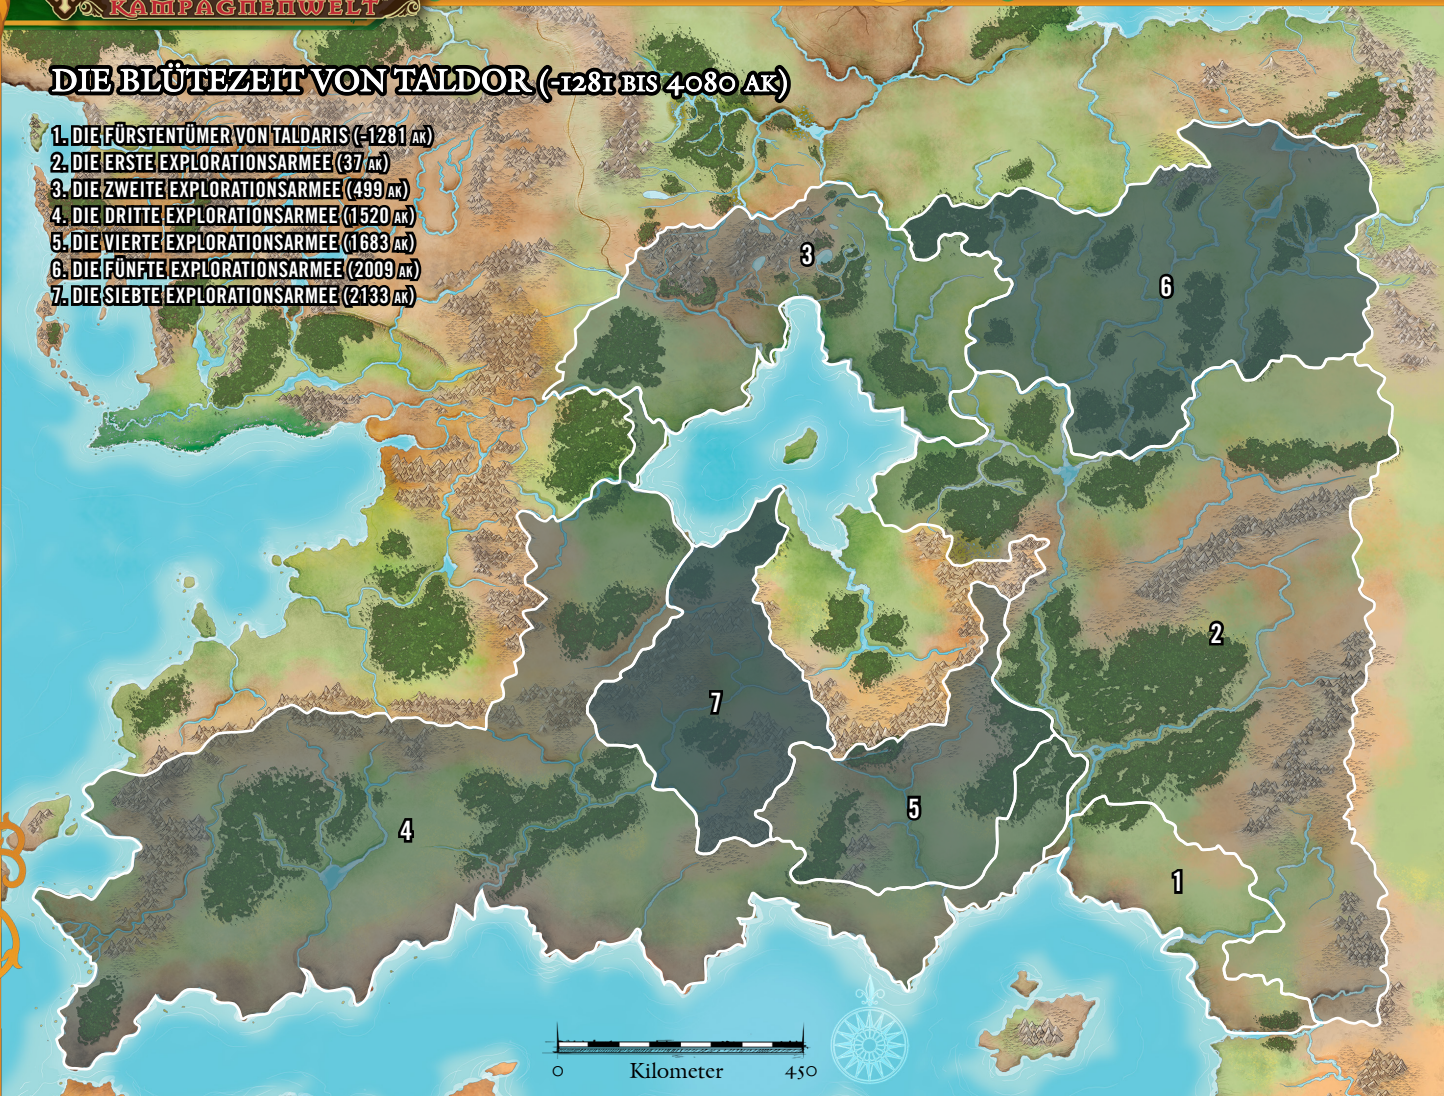 KAMPAGNENWELT
DIE BLÜTEZEIT VON TALDOR (-1281 BIS 4080 AK)
1. DIE FÜRSTENTÜMER VON TALDARIS (-1281 AK)
2. DIE ERSTE EXPLORATIONSARMEE (37 AK)
3. DIE ZWEITE EXPLORATIONSARMEE (499 AK)
4. DIE DRITTE EXPLORATIONSARMEE (1520 AK)
5. DIE VIERTE EXPLORATIONSARMEE (1683 AK)
6. DIE FÜNFTE EXPLORATIONSARMEE (2009 AK)
7. DIE SIEBTE EXPLORATIONSARMEE (2133 AK)
3
6
2
7
5
4
1
0 Kilometer 450